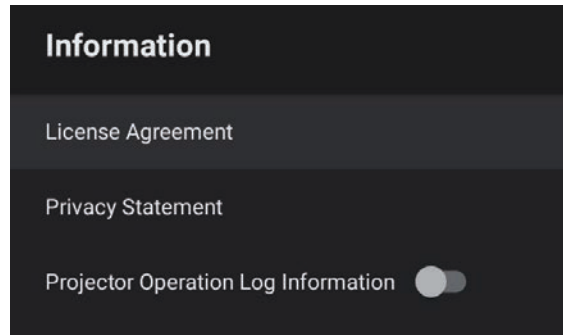 Information
License Agreement
Privacy Statement
Projector Operation Log Information